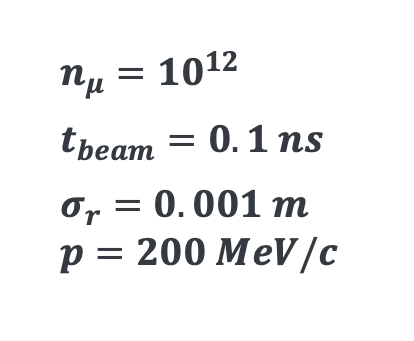 n_μ = 10^12
t_beam = 0.1 ns
σ_r = 0.001 m
p = 200 MeV/c